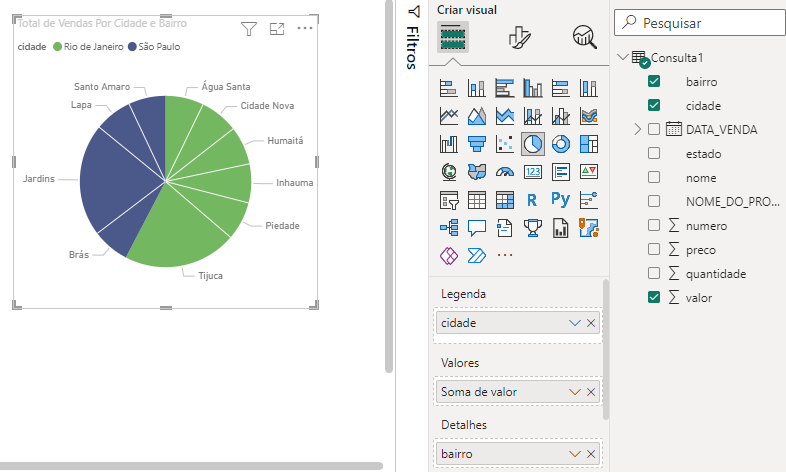 Total de Vendas Por Cidade e Bairro
cidade Rio de Janeiro São Paulo
Santo Amaro
Água Santa
Lapa
Cidade Nova
Humaitá
Jardins
Inhauma
Piedade
Brás
Tijuca
Filtros
Criar visual
123
R
Py
Legenda
cidade
Valores
Soma de valor
Detalhes
bairro
Pesquisar
Consulta1
bairro
cidade
DATA_VENDA
estado
nome
NOME_DO_PRO...
numero
preco
quantidade
valor